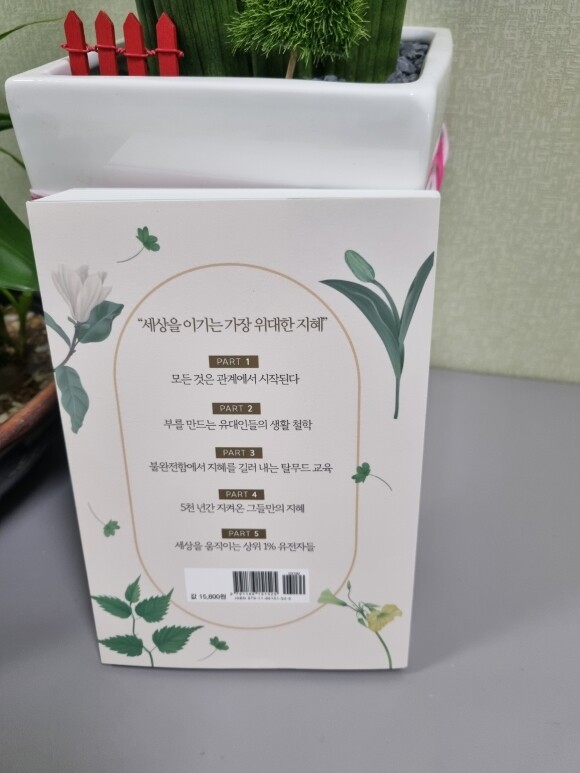 "세상을 이기는 가장 위대한 지혜"
PART 1
모든 것은 관계에서 시작된다
PART 2
부를 만드는 유대인들의 생활 철학
PART 3
불완전함에서 지혜를 길러 내는 탈무드 교육
PART 4
5천 년간 지켜온 그들만의 지혜
PART 5
세상을 움직이는 상위 1% 유전자들
값 15,800원